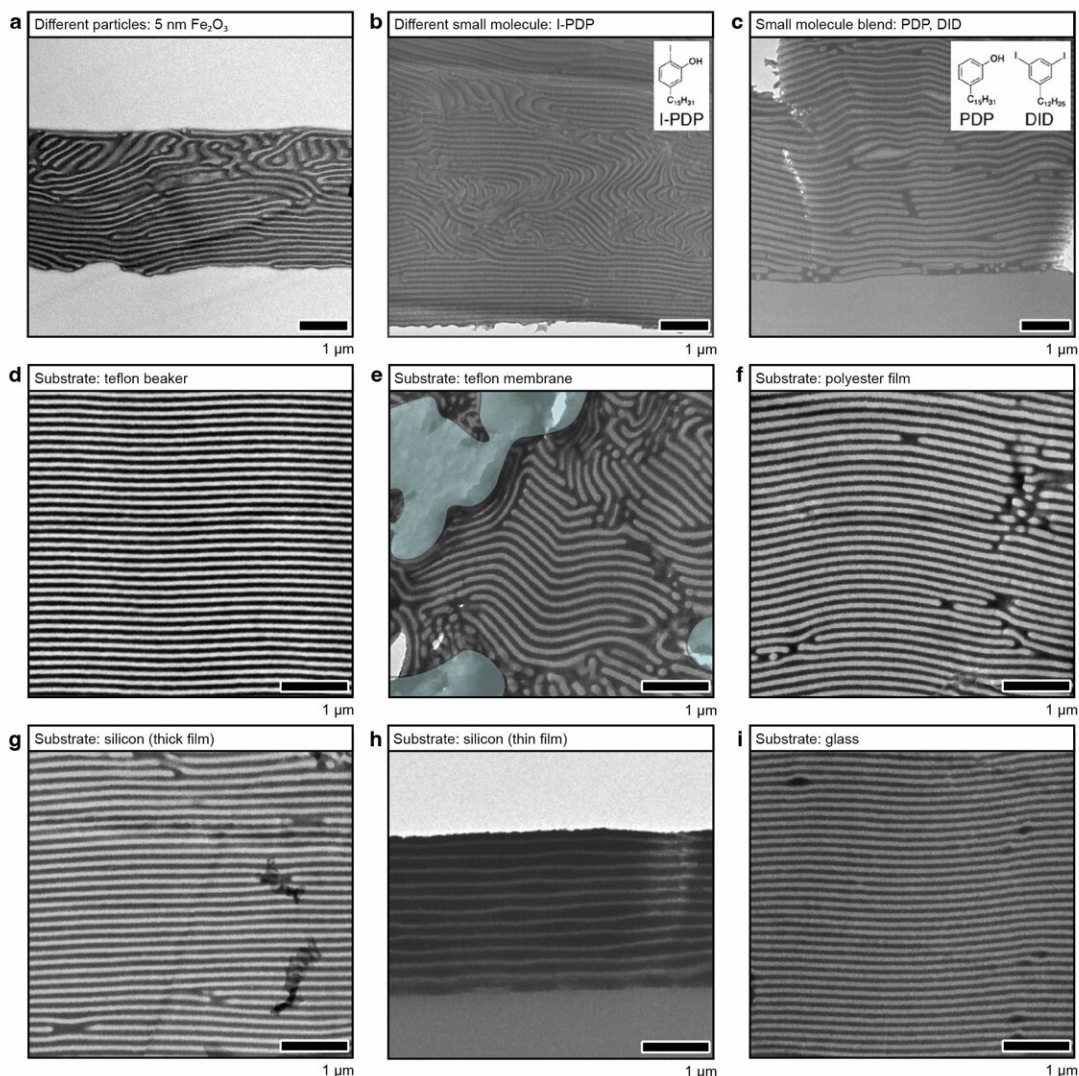 a Different particles: 5 nm Fe₂O₃
b Different small molecule: I-PDP
I
OH
C₁₅H₃₁
I-PDP
c Small molecule blend: PDP, DID
OH I I
C₁₅H₃₁ C₁₂H₂₅
PDP DID
1 µm
1 µm
1 µm
d Substrate: teflon beaker
e Substrate: teflon membrane
f Substrate: polyester film
1 µm
1 µm
1 µm
g Substrate: silicon (thick film)
h Substrate: silicon (thin film)
i Substrate: glass
1 µm
1 µm
1 µm